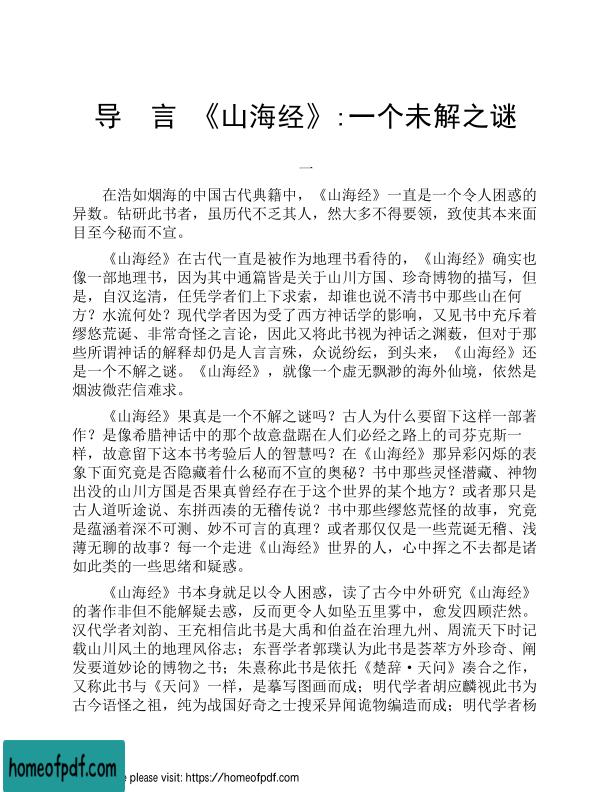 导　言 《山海经》:一个未解之谜
一
在浩如烟海的中国古代典籍中，《山海经》一直是一个令人困惑的
异数。钻研此书者，虽历代不乏其人，然大多不得要领，致使其本来面
目至今秘而不宣。
《山海经》在古代一直是被作为地理书看待的，《山海经》确实也
像一部地理书，因为其中通篇皆是关于山川方国、珍奇博物的描写，但
是，自汉迄清，任凭学者们上下求索，却谁也说不清书中那些山在何
方？水流何处？现代学者因为受了西方神话学的影响，又见书中充斥着
缪悠荒诞、非常奇怪之言论，因此又将此书视为神话之渊薮，但对于那
些所谓神话的解释却仍是人言言殊，众说纷纭，到头来，《山海经》还
是一个不解之谜。《山海经》，就像一个虚无飘渺的海外仙境，依然是
烟波微茫信难求。
《山海经》果真是一个不解之谜吗？古人为什么要留下这样一部著
作？是像希腊神话中的那个故意盘踞在人们必经之路上的司芬克斯一
样，故意留下这本书考验后人的智慧吗？在《山海经》那异彩闪烁的表
象下面究竟是否隐藏着什么秘而不宣的奥秘？书中那些灵怪潜藏、神物
出没的山川方国是否果真曾经存在于这个世界的某个地方？或者那只是
古人道听途说、东拼西凑的无稽传说？书中那些缪悠荒怪的故事，究竟
是蕴涵着深不可测、妙不可言的真理？或者那仅仅是一些荒诞无稽、浅
薄无聊的故事？每一个走进《山海经》世界的人，心中挥之不去都是诸
如此类的一些思绪和疑惑。
《山海经》书本身就足以令人困惑，读了古今中外研究《山海经》
的著作非但不能解疑去惑，反而更令人如坠五里雾中，愈发四顾茫然。
汉代学者刘韵、王充相信此书是大禹和伯益在治理九州、周流天下时记
载山川风土的地理风俗志；东晋学者郭璞认为此书是荟萃方外珍奇、阐
发要道妙论的博物之书；朱熹称此书是依托《楚辞·天问》凑合之作，
又称此书与《天问》一样，是摹写图画而成；明代学者胡应麟视此书为
古今语怪之祖，纯为战国好奇之士搜采异闻诡物编造而成；明代学者杨
homeofpdf.com
e please visit: https://homeofpdf.com